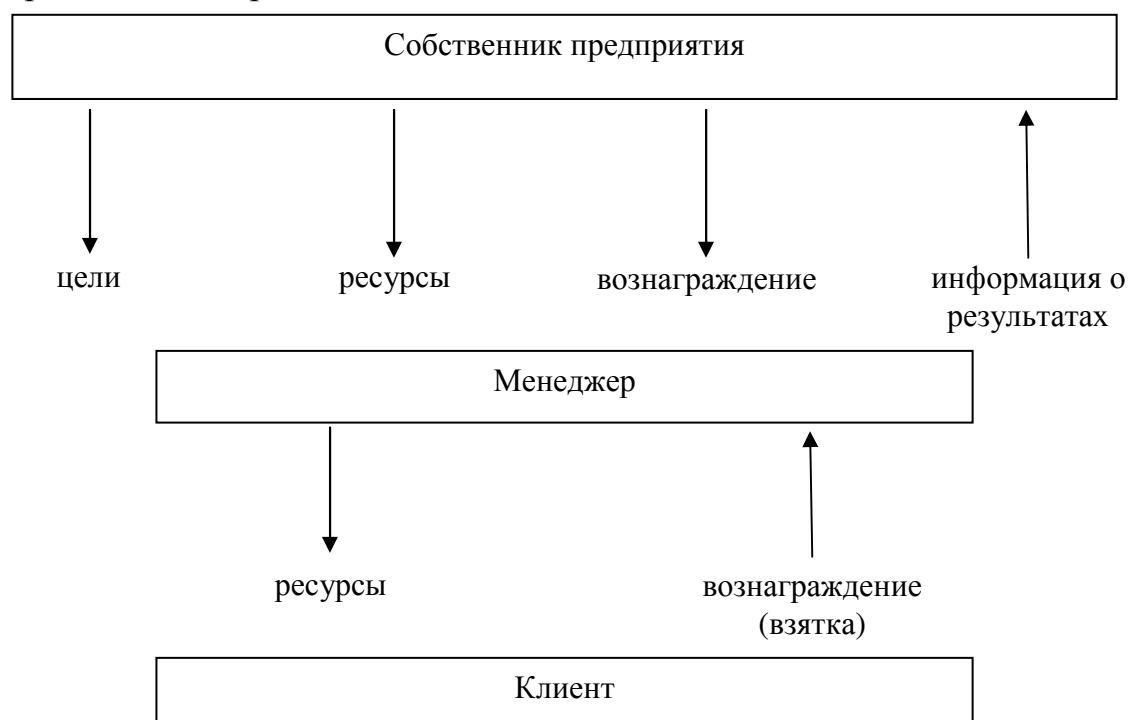 Собственник предприятия
цели
ресурсы
вознаграждение
информация о
результатах
Менеджер
ресурсы
вознаграждение
(взятка)
Клиент